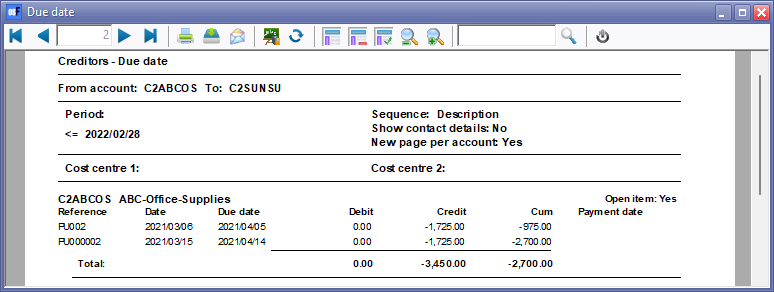 Due date
2
Creditors - Due date
From account: C2ABCOS To: C2SUNSU
Period: Sequence: Description
<= 2022/02/28 Show contact details: No
New page per account: Yes
Cost centre 1: Cost centre 2:
C2ABCOS ABC-Office-Supplies Open item: Yes
Reference Date Due date Debit Credit Cum Payment date
PU002 2021/03/06 2021/04/05 0.00 -1,725.00 -975.00
PU000002 2021/03/15 2021/04/14 0.00 -1,725.00 -2,700.00
Total: 0.00 -3,450.00 -2,700.00